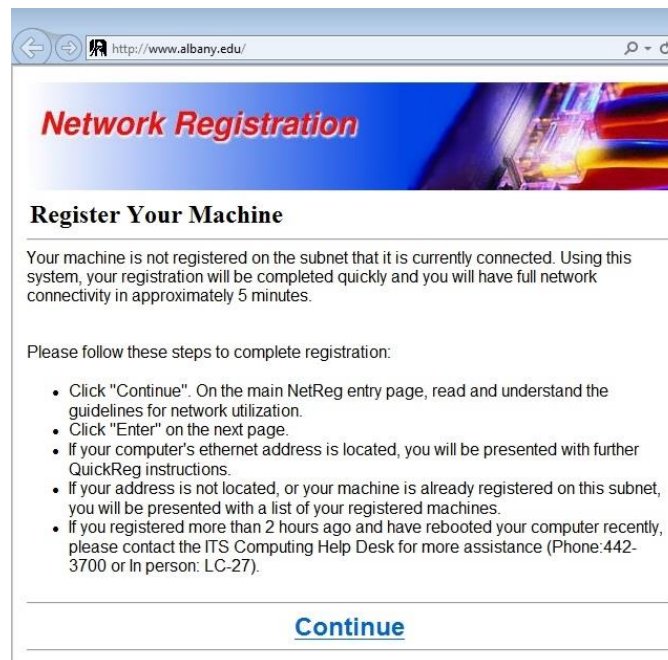 http://www.albany.edu/
Network Registration
Register Your Machine
Your machine is not registered on the subnet that it is currently connected. Using this
system, your registration will be completed quickly and you will have full network
connectivity in approximately 5 minutes.
Please follow these steps to complete registration:
• Click "Continue". On the main NetReg entry page, read and understand the
guidelines for network utilization.
• Click "Enter" on the next page.
• If your computer's ethernet address is located, you will be presented with further
QuickReg instructions.
• If your address is not located, or your machine is already registered on this subnet,
you will be presented with a list of your registered machines.
• If you registered more than 2 hours ago and have rebooted your computer recently,
please contact the ITS Computing Help Desk for more assistance (Phone:442-
3700 or In person: LC-27).
Continue